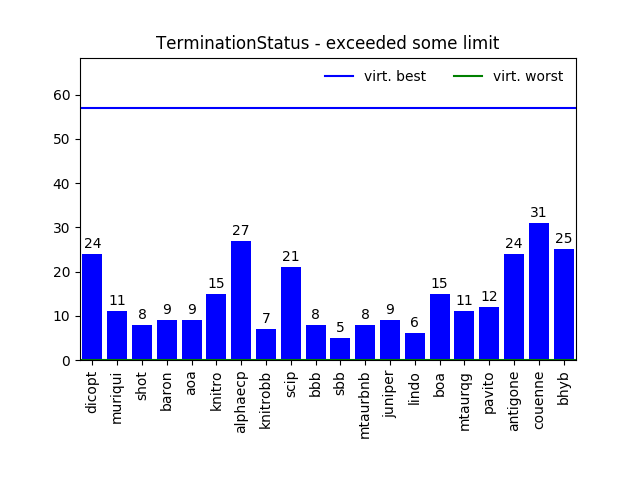 TerminationStatus - exceeded some limit
virt. best virt. worst
60
50
40
30
20
10
0
24 11 8 9 9 15 27 7 21 8 5 8 9 6 15 11 12 24 31 25
dicopt
muriqui
shot
baron
aoa
knitro
alphaecp
knitrobb
scip
bbb
sbb
mtaurbnb
juniper
lindo
boa
mtaurqg
pavito
antigone
couenne
bhyb